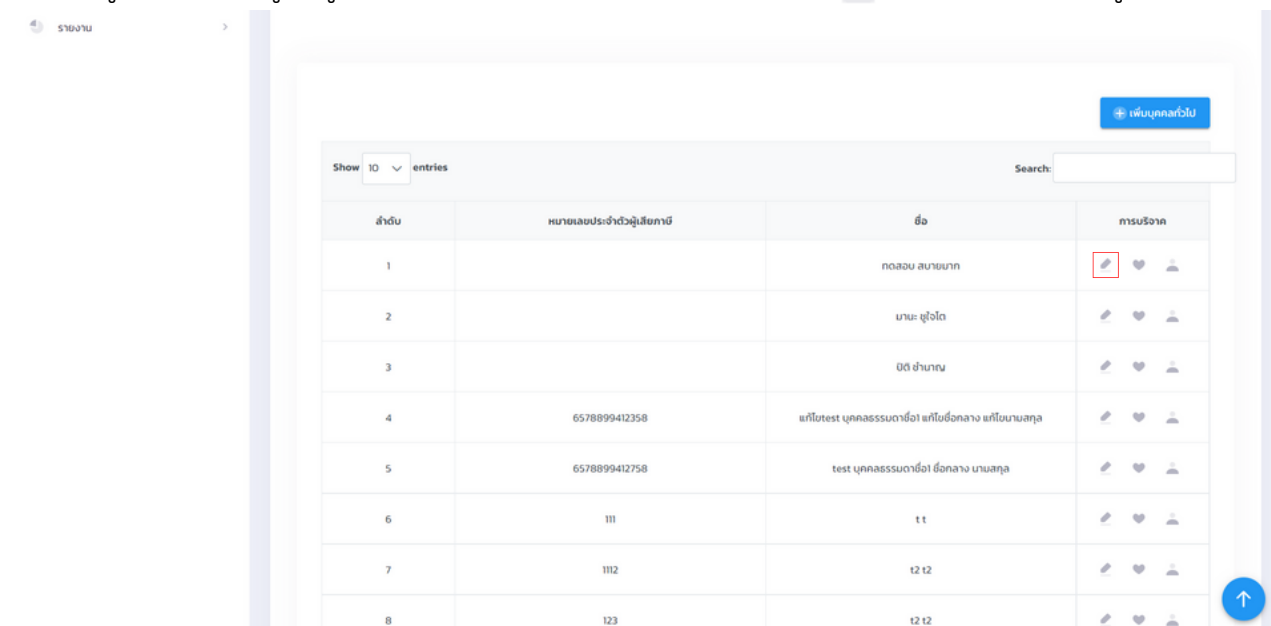 รายงาน
เพิ่มบุคคลทั่วไป
Show 10 entries Search:
ลำดับ หมายเลขประจำตัวผู้เสียภาษี ชื่อ การบริจาค
1 ทดสอบ สบายมาก
2 มานะ ชูใจโต
3 ปิติ ชำนาญ
4 6578899412358 แก้ไขtest บุคคลธรรมดาชื่อ1 แก้ไขชื่อกลาง แก้ไขนามสกุล
5 6578899412758 test บุคคลธรรมดาชื่อ1 ชื่อกลาง นามสกุล
6 111 t t
7 1112 t2 t2
8 123 t2 t2